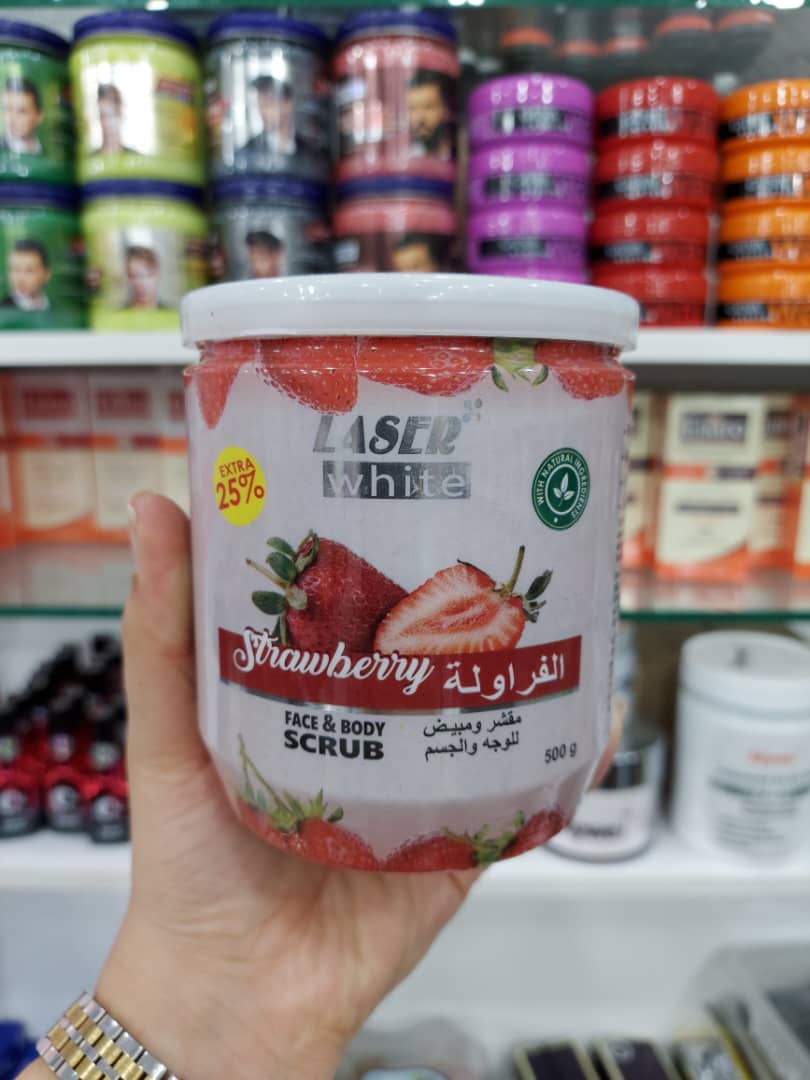 LASER
white
EXTRA
25%
WITH NATURAL INGREDIENTS
Strawberry الفراولة
FACE & BODY
SCRUB
مقشر ومبيض
للوجه والجسم
500 g